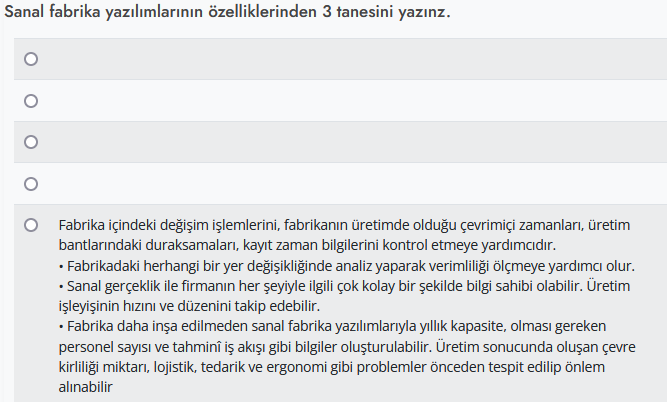 Sanal fabrika yazılımlarının özelliklerinden 3 tanesini yazınz.
Fabrika içindeki değişim işlemlerini, fabrikanın üretimde olduğu çevrimiçi zamanları, üretim
bantlarındaki duraksamaları, kayıt zaman bilgilerini kontrol etmeye yardımcıdır.
• Fabrikadaki herhangi bir yer değişikliğinde analiz yaparak verimliliği ölçmeye yardımcı olur.
• Sanal gerçeklik ile firmanın her şeyiyle ilgili çok kolay bir şekilde bilgi sahibi olabilir. Üretim
işleyişinin hızını ve düzenini takip edebilir.
• Fabrika daha inşa edilmeden sanal fabrika yazılımlarıyla yıllık kapasite, olması gereken
personel sayısı ve tahminî iş akışı gibi bilgiler oluşturulabilir. Üretim sonucunda oluşan çevre
kirliliği miktarı, lojistik, tedarik ve ergonomi gibi problemler önceden tespit edilip önlem
alınabilir